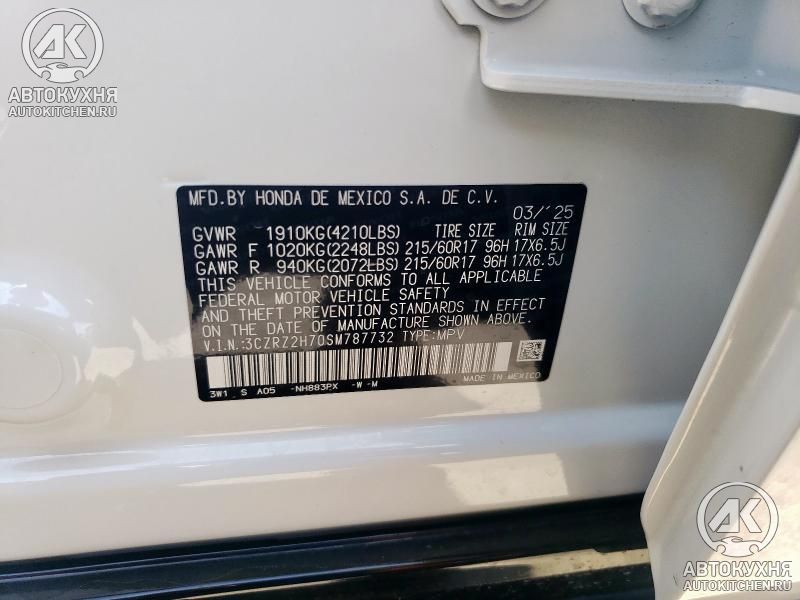 AK
АВТОКУХНЯ
AUTOKITCHEN.RU
MFD.BY HONDA DE MEXICO S.A. DE C.V.
03/'25
GVWR 1910KG(4210LBS) TIRE SIZE RIM SIZE
GAWR F 1020KG(2248LBS) 215/60R17 96H 17X6.5J
GAWR R 940KG(2072LBS) 215/60R17 96H 17X6.5J
THIS VEHICLE CONFORMS TO ALL APPLICABLE
FEDERAL MOTOR VEHICLE SAFETY
AND THEFT PREVENTION STANDARDS IN EFFECT
ON THE DATE OF MANUFACTURE SHOWN ABOVE.
V.I.N.:3CZRZ2H70SM787732 TYPE:MPV
MADE IN MEXICO
3W1 S A05 -NH883PX -W -M
AK
АВТОКУХНЯ
AUTOKITCHEN.RU